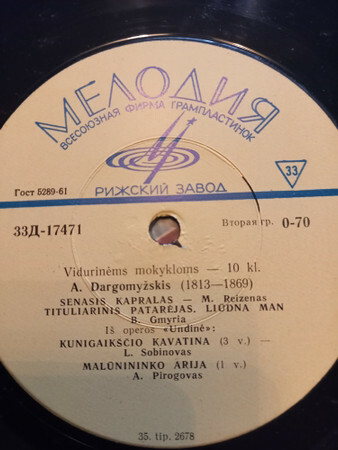 МЕЛОДИЯ
ВСЕСОЮЗНАЯ ФИРМА ГРАМПЛАСТИНОК
Гост 5289-61
РИЖСКИЙ ЗАВОД
33
33Д-17471
Вторая гр. 0-70
Vidurinėms mokykloms — 10 kl.
A. Dargomyžskis (1813—1869)
SENASIS KAPRALAS — M. Reizenas
TITULIARINIS PATARĖJAS. LIŪDNA MAN
B. Gmyria
Iš operos «Undinė»:
KUNIGAIKŠČIO KAVATINA (3 v.) —
L. Sobinovas
MALŪNININKO ARIJA (1 v.)
A. Pirogovas
35. tip. 2678